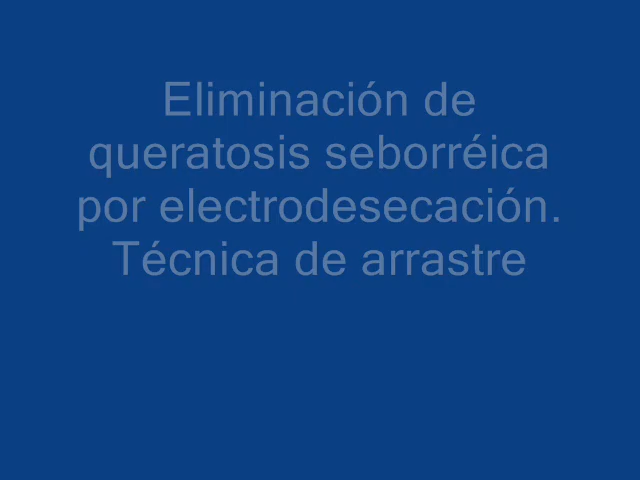 Eliminación de
queratosis seborréica
por electrodesecación.
Técnica de arrastre